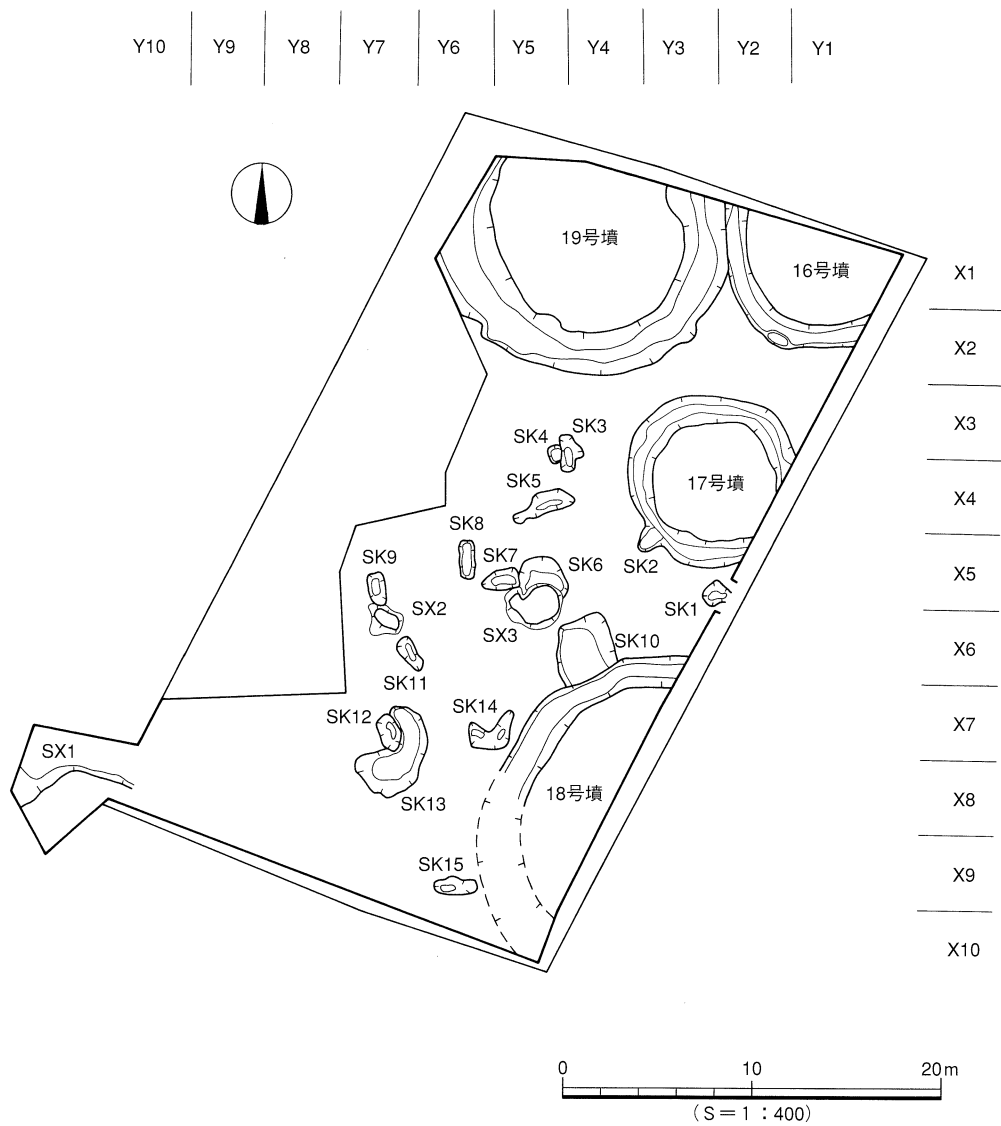 Y10 Y9 Y8 Y7 Y6 Y5 Y4 Y3 Y2 Y1
19号墳
16号墳
X1
X2
X3
SK3
SK4
17号墳
SK5
X4
SK8
SK9
SK7
SK6
SK2
X5
SX2
SK1
SX3
SK10
X6
SK11
SK12
SK14
X7
SX1
18号墳
SK13
X8
SK15
X9
X10
0 10 20m
(S=1:400)